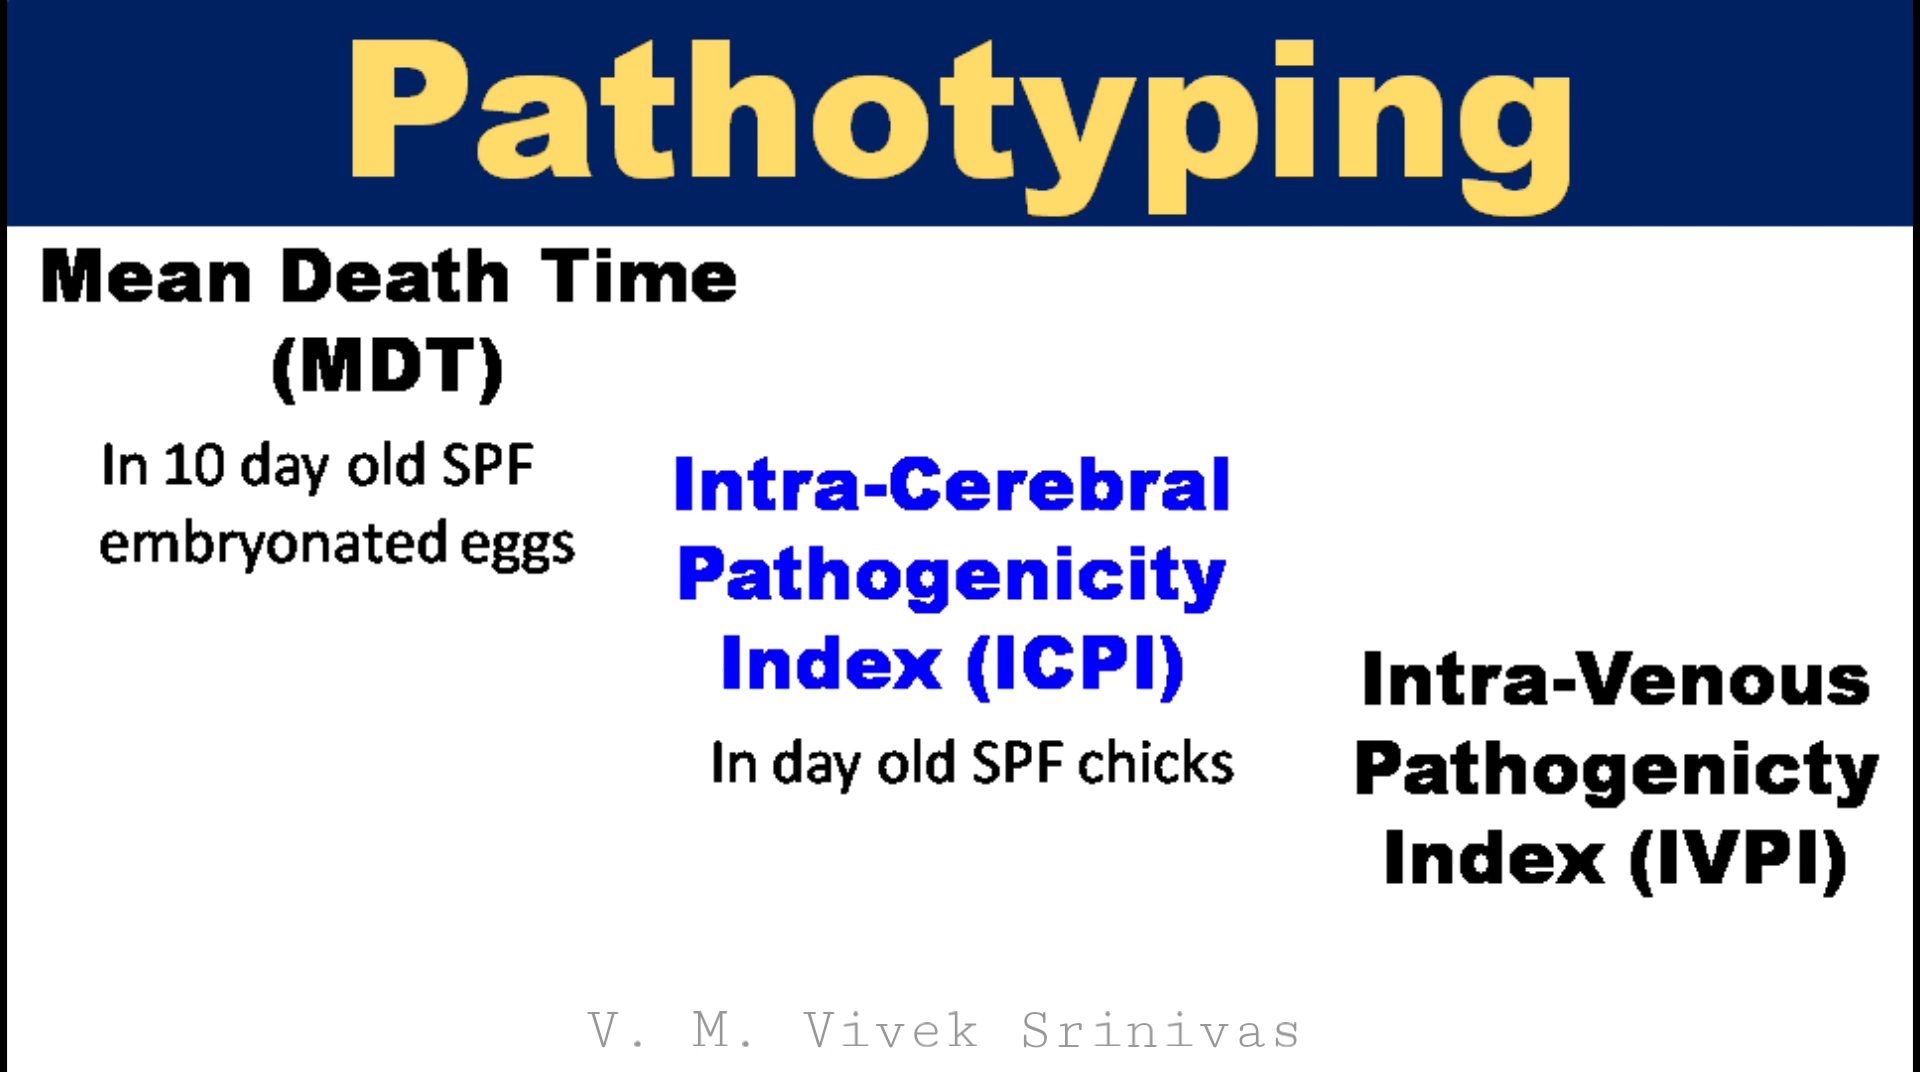 Pathotyping
Mean Death Time
(MDT)
In 10 day old SPF
embryonated eggs
Intra-Cerebral
Pathogenicity
Index (ICPI)
In day old SPF chicks
Intra-Venous
Pathogenicty
Index (IVPI)
V. M. Vivek Srinivas